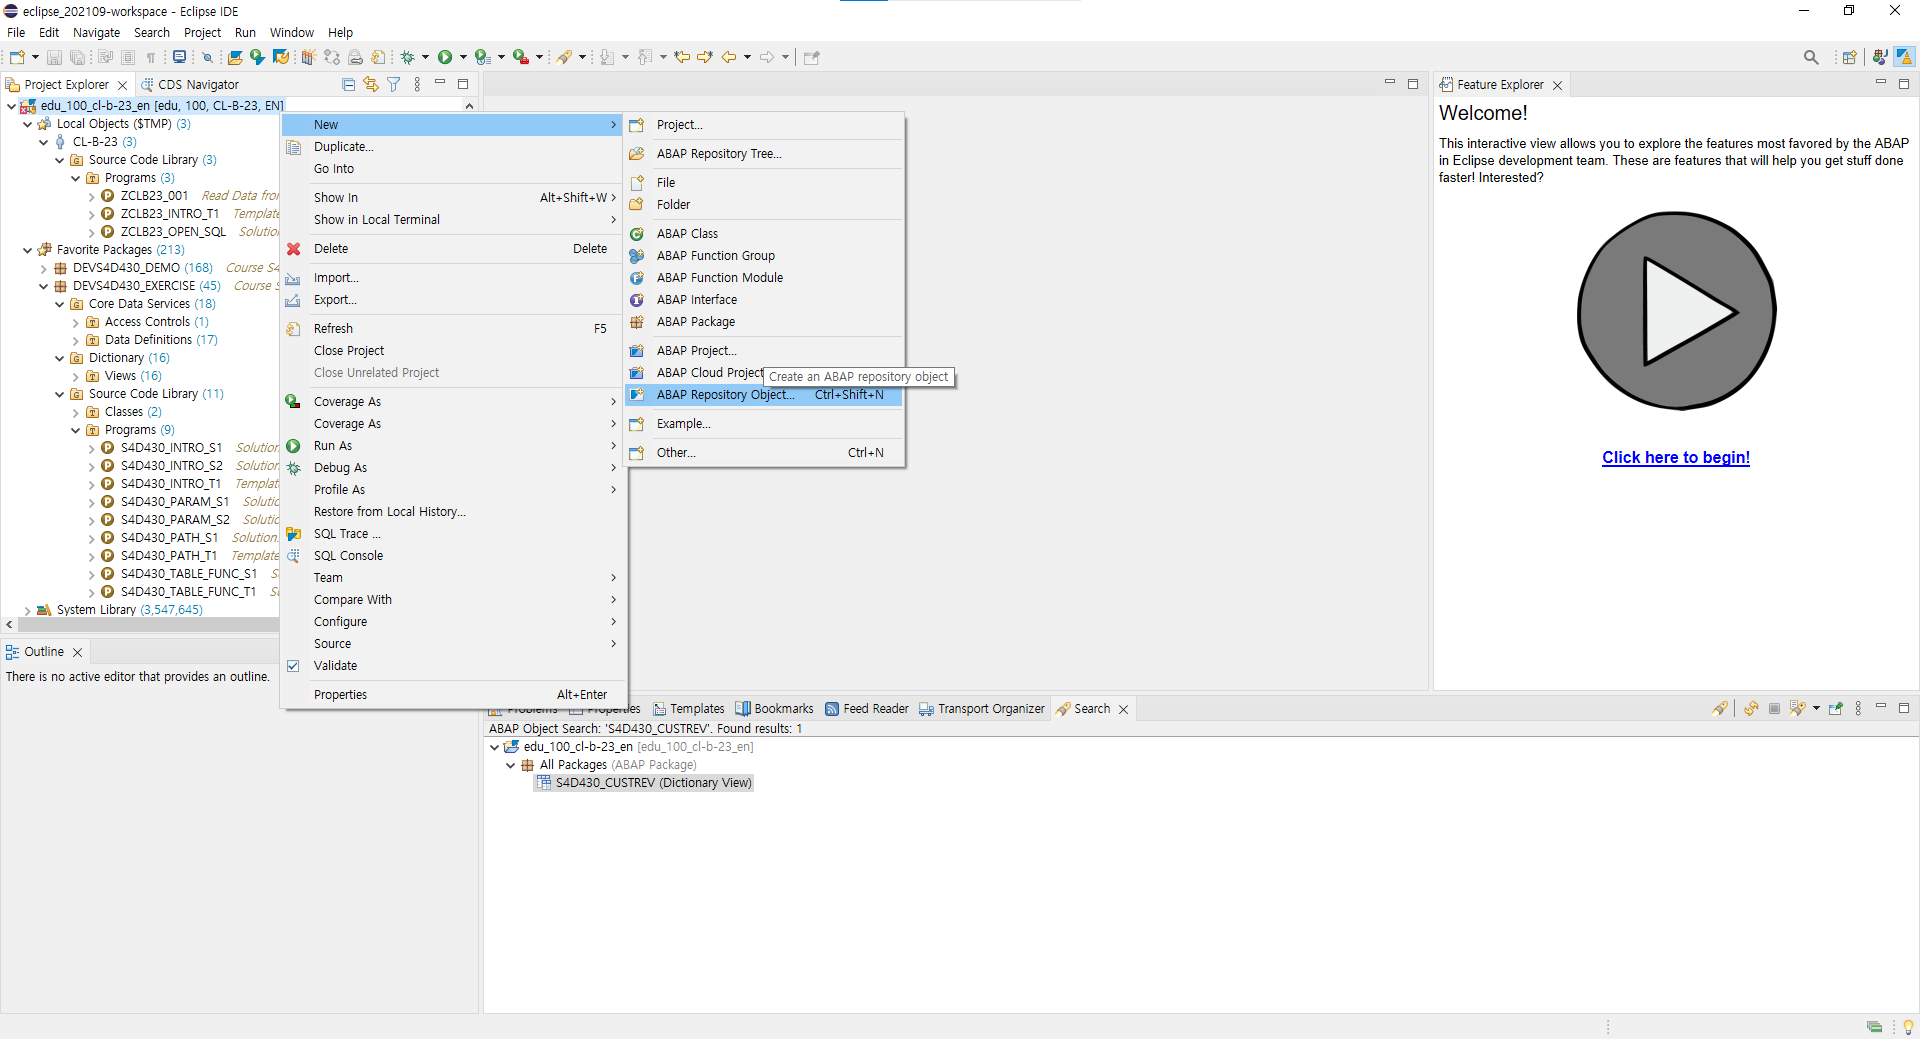 eclipse_202109-workspace - Eclipse IDE
File Edit Navigate Search Project Run Window Help
Project Explorer
CDS Navigator
edu_100_cl-b-23_en [edu, 100, CL-B-23, EN]
Local Objects ($TMP) (3)
CL-B-23 (3)
Source Code Library (3)
Programs (3)
ZCLB23_001 Read Data from
ZCLB23_INTRO_T1 Template
ZCLB23_OPEN_SQL Solution
Favorite Packages (213)
DEVS4D430_DEMO (168) Course S4
DEVS4D430_EXERCISE (45) Course S
Core Data Services (18)
Access Controls (1)
Data Definitions (17)
Dictionary (16)
Views (16)
Source Code Library (11)
Classes (2)
Programs (9)
S4D430_INTRO_S1 Solution
S4D430_INTRO_S2 Solution
S4D430_INTRO_T1 Template
S4D430_PARAM_S1 Solution
S4D430_PARAM_S2 Solution
S4D430_PATH_S1 Solution
S4D430_PATH_T1 Template
S4D430_TABLE_FUNC_S1 S
S4D430_TABLE_FUNC_T1 S
System Library (3,547,645)
Outline
There is no active editor that provides an outline.
New
Duplicate...
Go Into
Show In Alt+Shift+W
Show in Local Terminal
Delete Delete
Import...
Export...
Refresh F5
Close Project
Close Unrelated Project
Coverage As
Coverage As
Run As
Debug As
Profile As
Restore from Local History...
SQL Trace ...
SQL Console
Team
Compare With
Configure
Source
Validate
Properties Alt+Enter
Project...
ABAP Repository Tree...
File
Folder
ABAP Class
ABAP Function Group
ABAP Function Module
ABAP Interface
ABAP Package
ABAP Project...
ABAP Cloud Project
Create an ABAP repository object
ABAP Repository Object... Ctrl+Shift+N
Example...
Other... Ctrl+N
Feature Explorer
Welcome!
This interactive view allows you to explore the features most favored by the ABAP
in Eclipse development team. These are features that will help you get stuff done
faster! Interested?
Click here to begin!
Problems Properties Templates Bookmarks Feed Reader Transport Organizer Search
ABAP Object Search: 'S4D430_CUSTREV'. Found results: 1
edu_100_cl-b-23_en [edu_100_cl-b-23_en]
All Packages (ABAP Package)
S4D430_CUSTREV (Dictionary View)